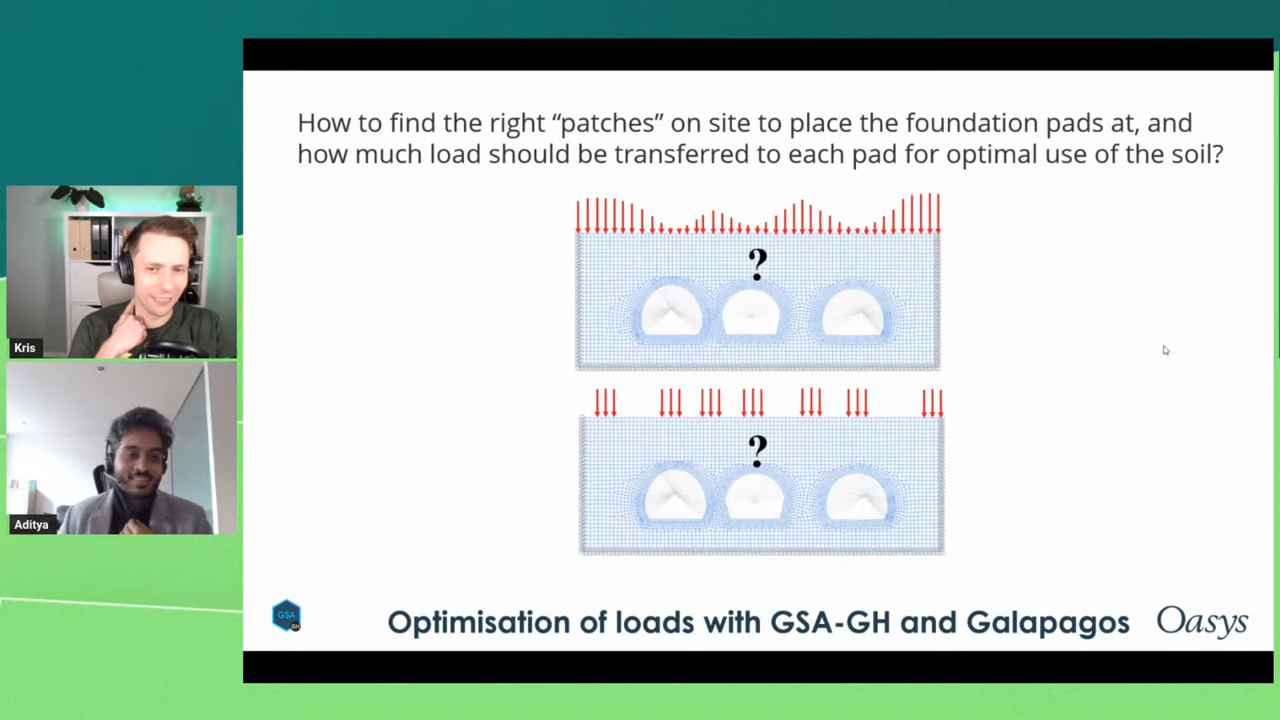 How to find the right “patches” on site to place the foundation pads at, and
how much load should be transferred to each pad for optimal use of the soil?
?
Kris
?
Aditya
GSA
GH
Optimisation of loads with GSA-GH and Galapagos
Oasys